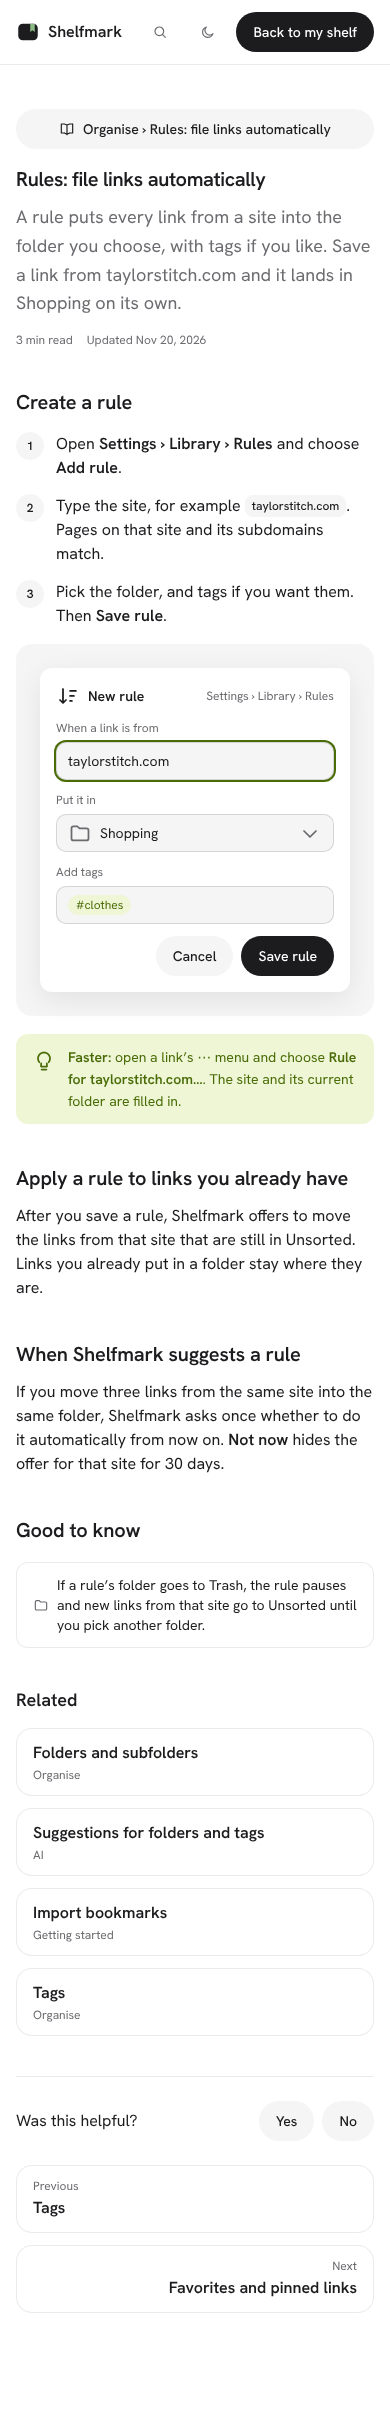 Shelfmark
Back to my shelf
Organise › Rules: file links automatically
Rules: file links automatically
A rule puts every link from a site into the
folder you choose, with tags if you like. Save
a link from taylorstitch.com and it lands in
Shopping on its own.
3 min read Updated Nov 20, 2026
Create a rule
1 Open Settings › Library › Rules and choose
Add rule.
2 Type the site, for example taylorstitch.com.
Pages on that site and its subdomains
match.
3 Pick the folder, and tags if you want them.
Then Save rule.
New rule Settings › Library › Rules
When a link is from
taylorstitch.com
Put it in
Shopping
Add tags
#clothes
Cancel Save rule
Faster: open a link’s ··· menu and choose Rule
for taylorstitch.com…. The site and its current
folder are filled in.
Apply a rule to links you already have
After you save a rule, Shelfmark offers to move
the links from that site that are still in Unsorted.
Links you already put in a folder stay where they
are.
When Shelfmark suggests a rule
If you move three links from the same site into the
same folder, Shelfmark asks once whether to do
it automatically from now on. Not now hides the
offer for that site for 30 days.
Good to know
If a rule’s folder goes to Trash, the rule pauses
and new links from that site go to Unsorted until
you pick another folder.
Related
Folders and subfolders
Organise
Suggestions for folders and tags
AI
Import bookmarks
Getting started
Tags
Organise
Was this helpful? Yes No
Previous
Tags
Next
Favorites and pinned links